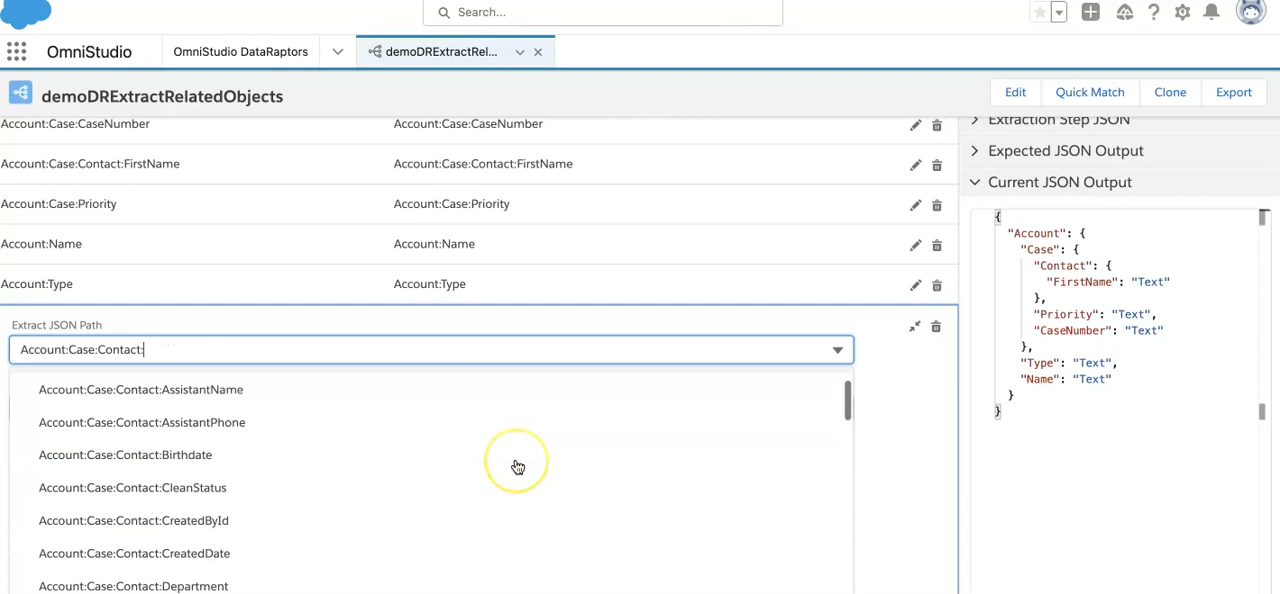 Search...
OmniStudio
OmniStudio DataRaptors
demoDRExtractRel...
demoDRExtractRelatedObjects
Edit
Quick Match
Clone
Export
Account:Case:CaseNumber Account:Case:CaseNumber
Account:Case:Contact:FirstName Account:Case:Contact:FirstName
Account:Case:Priority Account:Case:Priority
Account:Name Account:Name
Account:Type Account:Type
Extract JSON Path
Account:Case:Contact:
Account:Case:Contact:AssistantName
Account:Case:Contact:AssistantPhone
Account:Case:Contact:Birthdate
Account:Case:Contact:CleanStatus
Account:Case:Contact:CreatedById
Account:Case:Contact:CreatedDate
Account:Case:Contact:Department
Extraction Step JSON
Expected JSON Output
Current JSON Output
{
"Account": {
"Case": {
"Contact": {
"FirstName": "Text"
},
"Priority": "Text",
"CaseNumber": "Text"
},
"Type": "Text",
"Name": "Text"
}
}